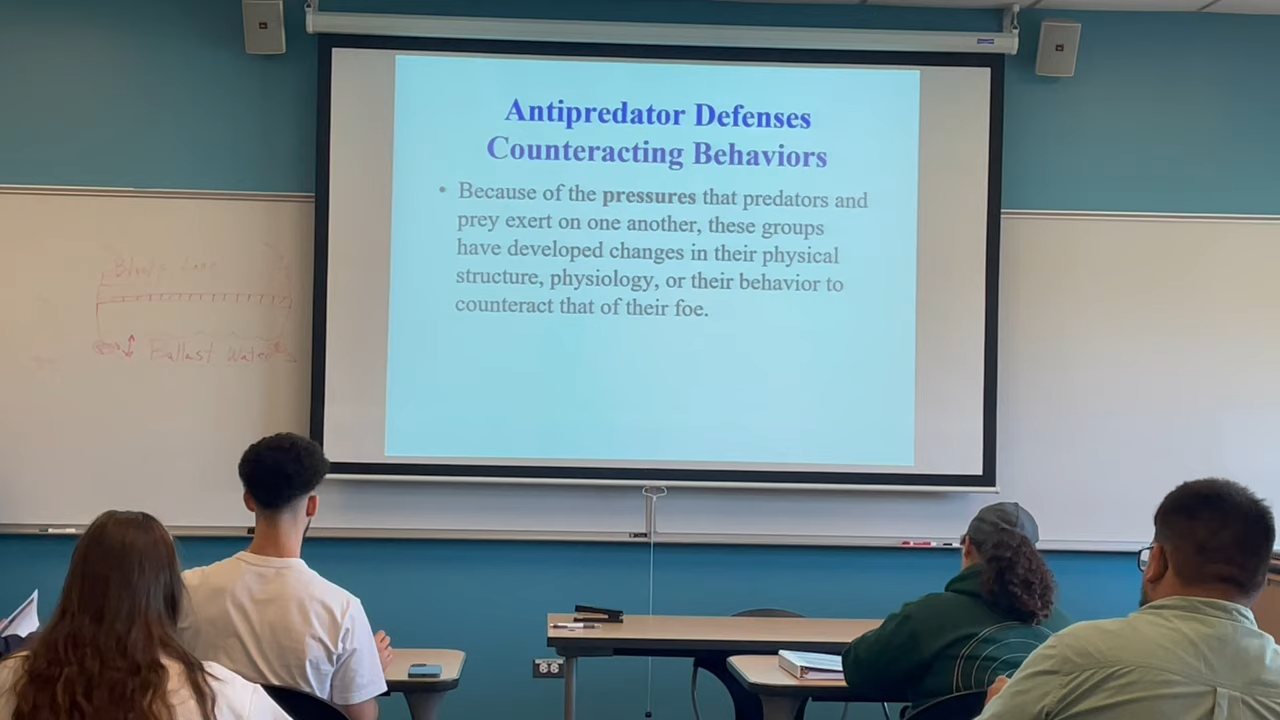 Antipredator Defenses
Counteracting Behaviors
• Because of the pressures that predators and
prey exert on one another, these groups
have developed changes in their physical
structure, physiology, or their behavior to
counteract that of their foe.
Ballast Water